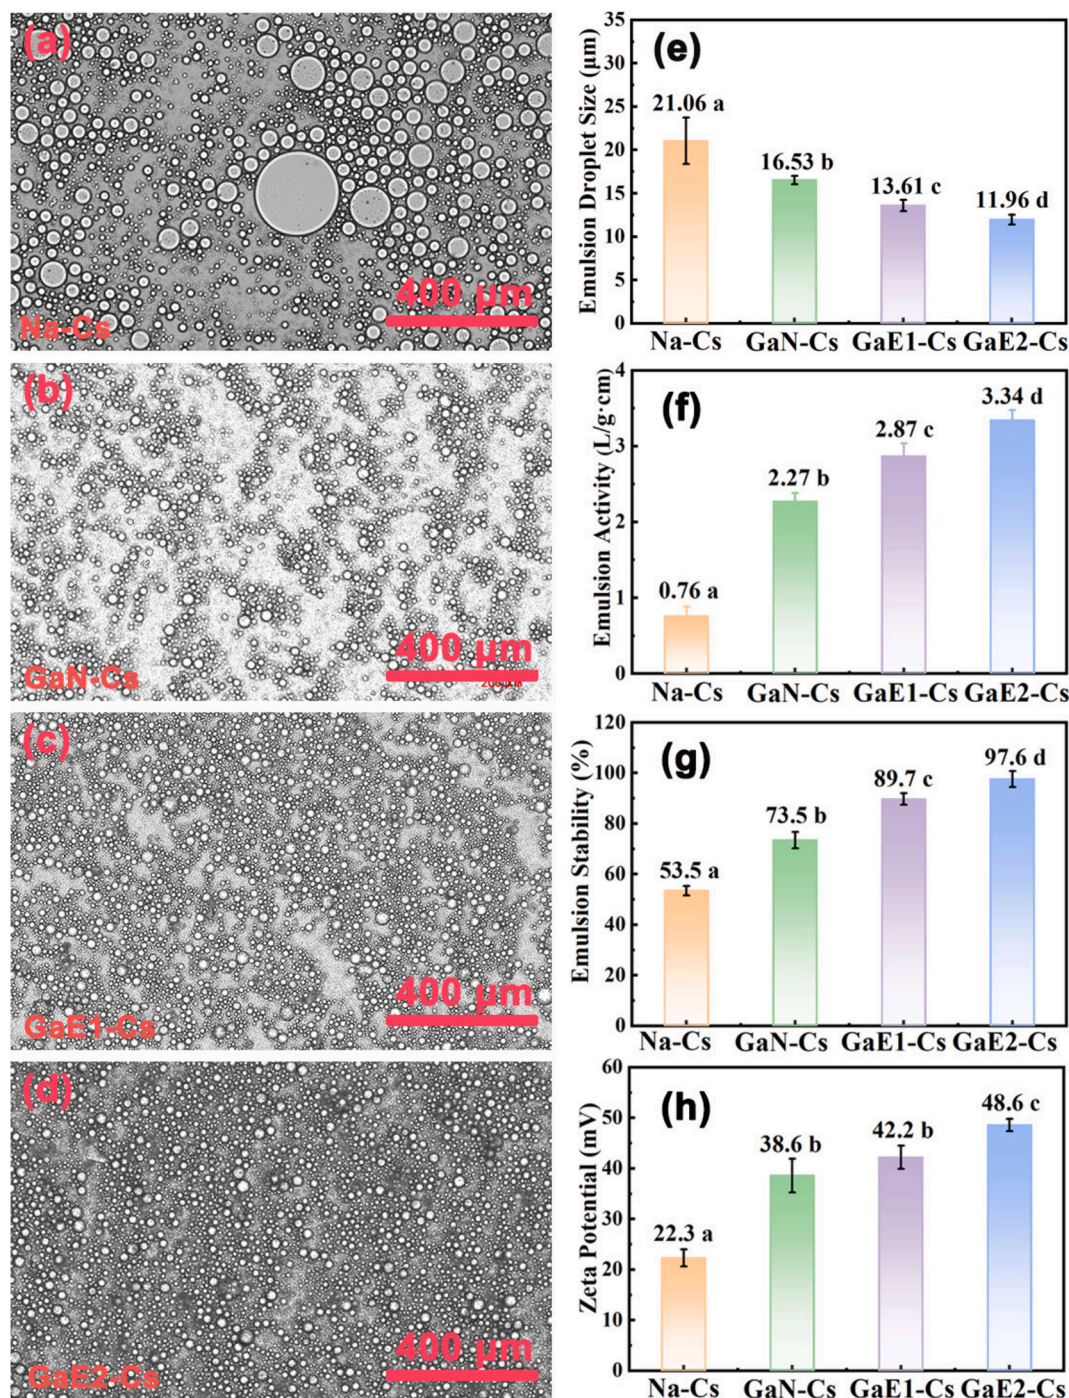 (a)
400 μm
Na-Cs
(b)
400 μm
200μm
GaN-Cs
(c)
400 μm
GaE1-Cs
(d)
400 μm
GaE2-Cs
(e)
Emulsion Droplet Size (μm)
35
30
25
20
15
10
5
0
21.06 a
16.53 b
13.61 c
11.96 d
Na-Cs GaN-Cs GaE1-Cs GaE2-Cs
(f)
Emulsion Activity (L/g·cm)
4
3
2
1
0
0.76 a
2.27 b
2.87 c
3.34 d
Na-Cs GaN-Cs GaE1-Cs GaE2-Cs
(g)
Emulsion Stability (%)
120
100
80
60
40
20
0
53.5 a
73.5 b
89.7 c
97.6 d
Na-Cs GaN-Cs GaE1-Cs GaE2-Cs
(h)
Zeta Potential (mV)
60
50
40
30
20
10
0
22.3 a
38.6 b
42.2 b
48.6 c
Na-Cs GaN-Cs GaE1-Cs GaE2-Cs